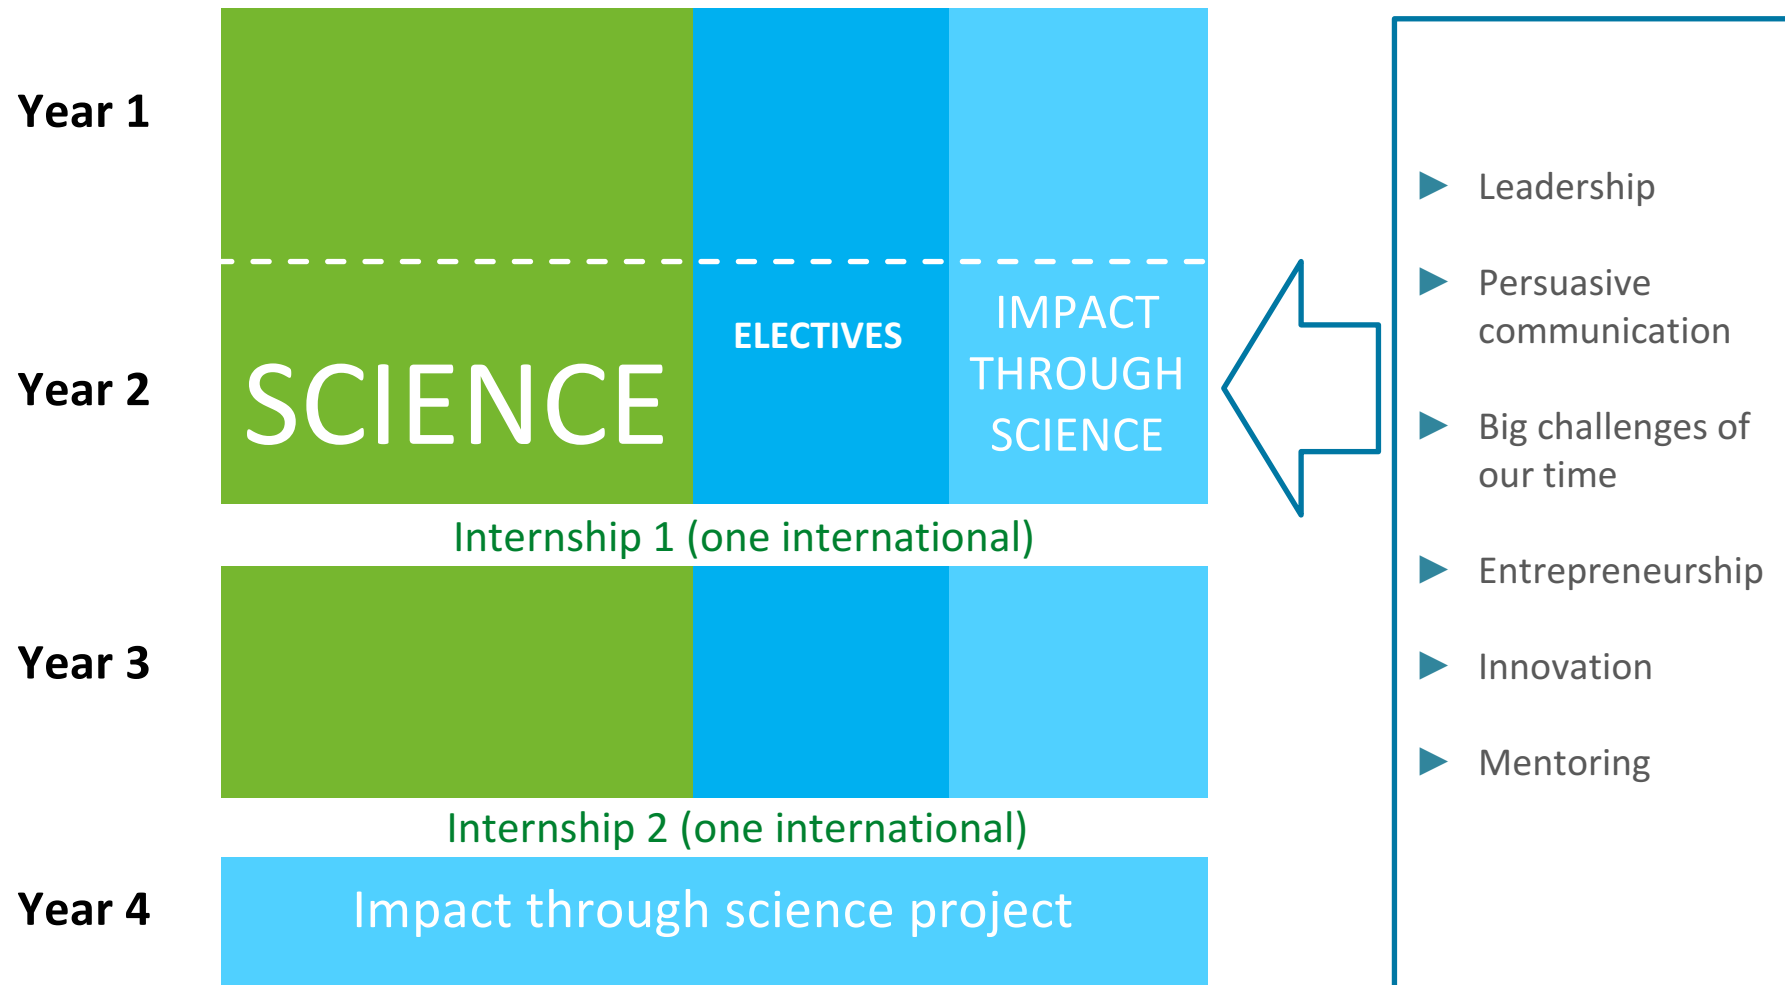 Year 1
Year 2
SCIENCE
ELECTIVES
IMPACT
THROUGH
SCIENCE
Internship 1 (one international)
Year 3
Internship 2 (one international)
Year 4
Impact through science project
Leadership
Persuasive
communication
Big challenges of
our time
Entrepreneurship
Innovation
Mentoring